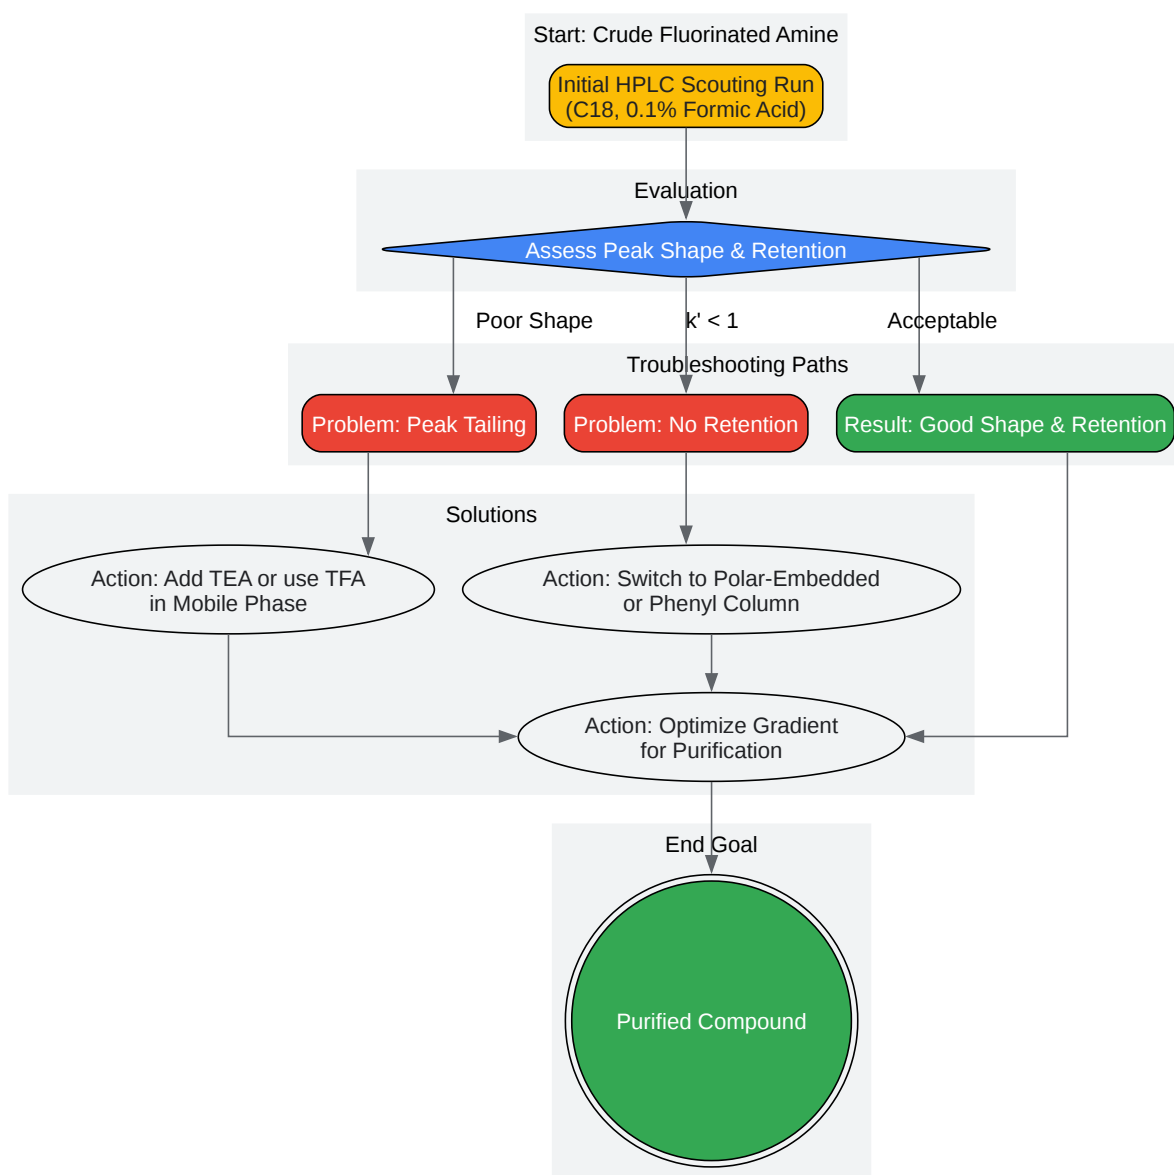 Start: Crude Fluorinated Amine
Initial HPLC Scouting Run
(C18, 0.1% Formic Acid)
Evaluation
Assess Peak Shape & Retention
Poor Shape
k' < 1
Acceptable
Troubleshooting Paths
Problem: Peak Tailing
Problem: No Retention
Result: Good Shape & Retention
Solutions
Action: Add TEA or use TFA
in Mobile Phase
Action: Switch to Polar-Embedded
or Phenyl Column
Action: Optimize Gradient
for Purification
End Goal
Purified Compound